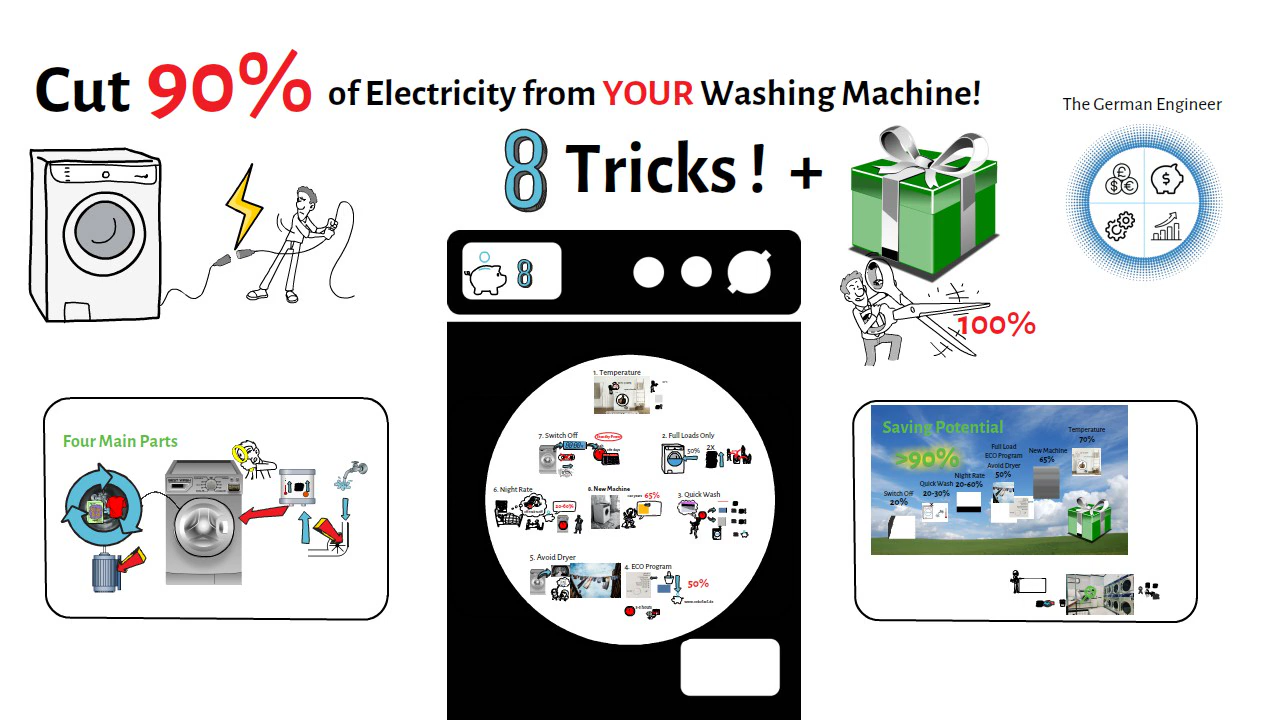 Cut 90% of Electricity from YOUR Washing Machine!
The German Engineer
8 Tricks ! +
8
100%
Four Main Parts
1. Temperature
7. Switch Off
2. Full Loads Only
50%
2X
6. Night Rate
20-60%
8. New Machine
65%
3. Quick Wash
5. Avoid Dryer
4. ECO Program
50%
Saving Potential
>90%
Temperature
70%
Full Load
ECO Program
Avoid Dryer
50%
New Machine
65%
Night Rate
20-60%
Quick Wash
20-30%
Switch Off
20%